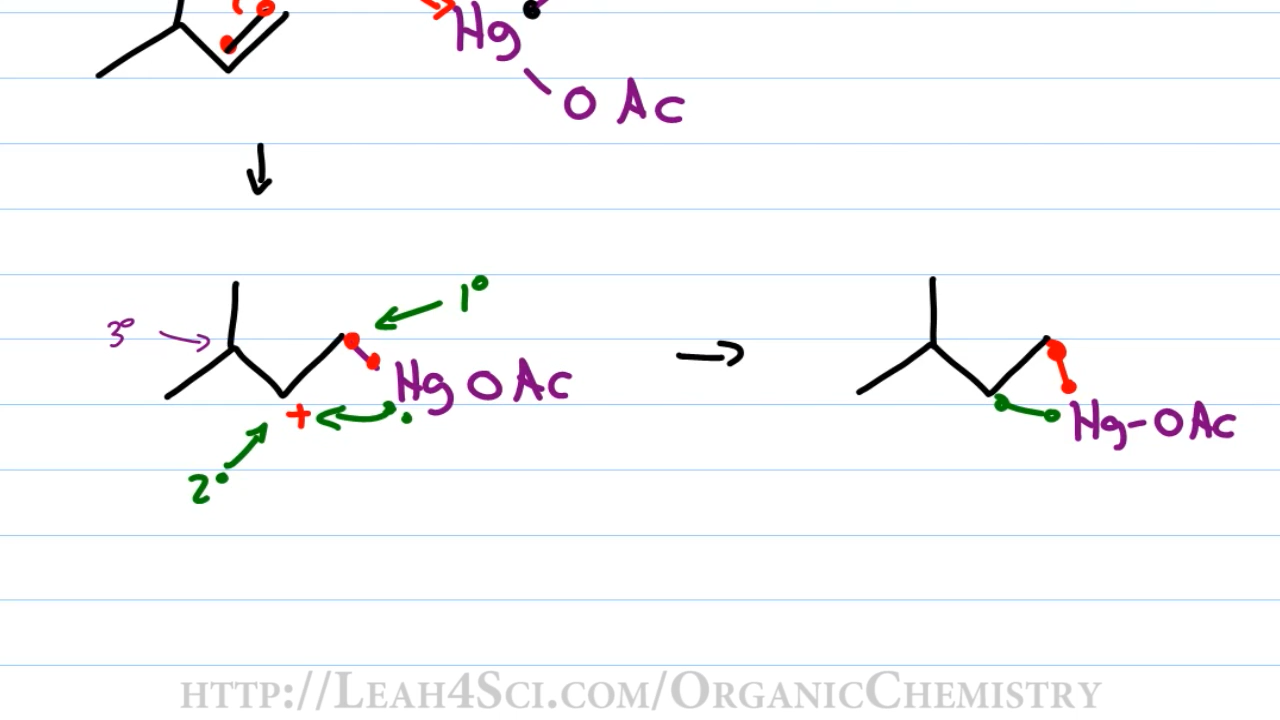 Hg
O Ac
1°
3°
Hg O Ac
+
2°
Hg-OAc
HTTP://LEAH4SCI.COM/ORGANICCHEMISTRY